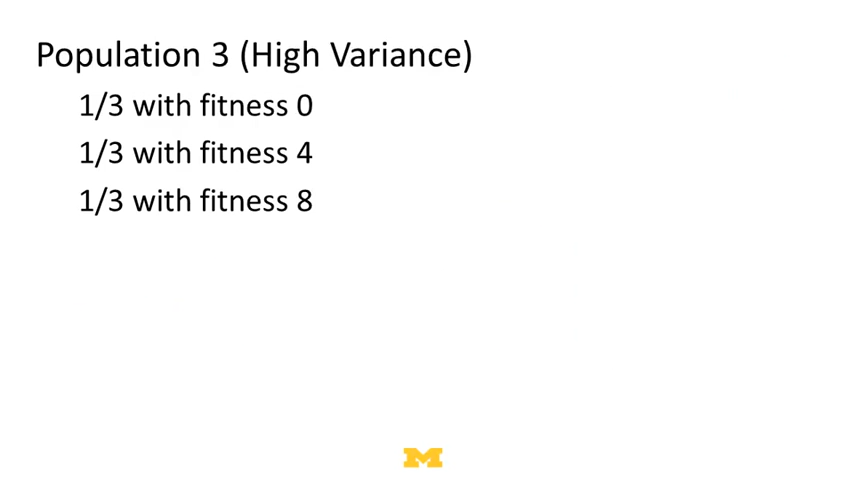 Population 3 (High Variance)
1/3 with fitness 0
1/3 with fitness 4
1/3 with fitness 8
M